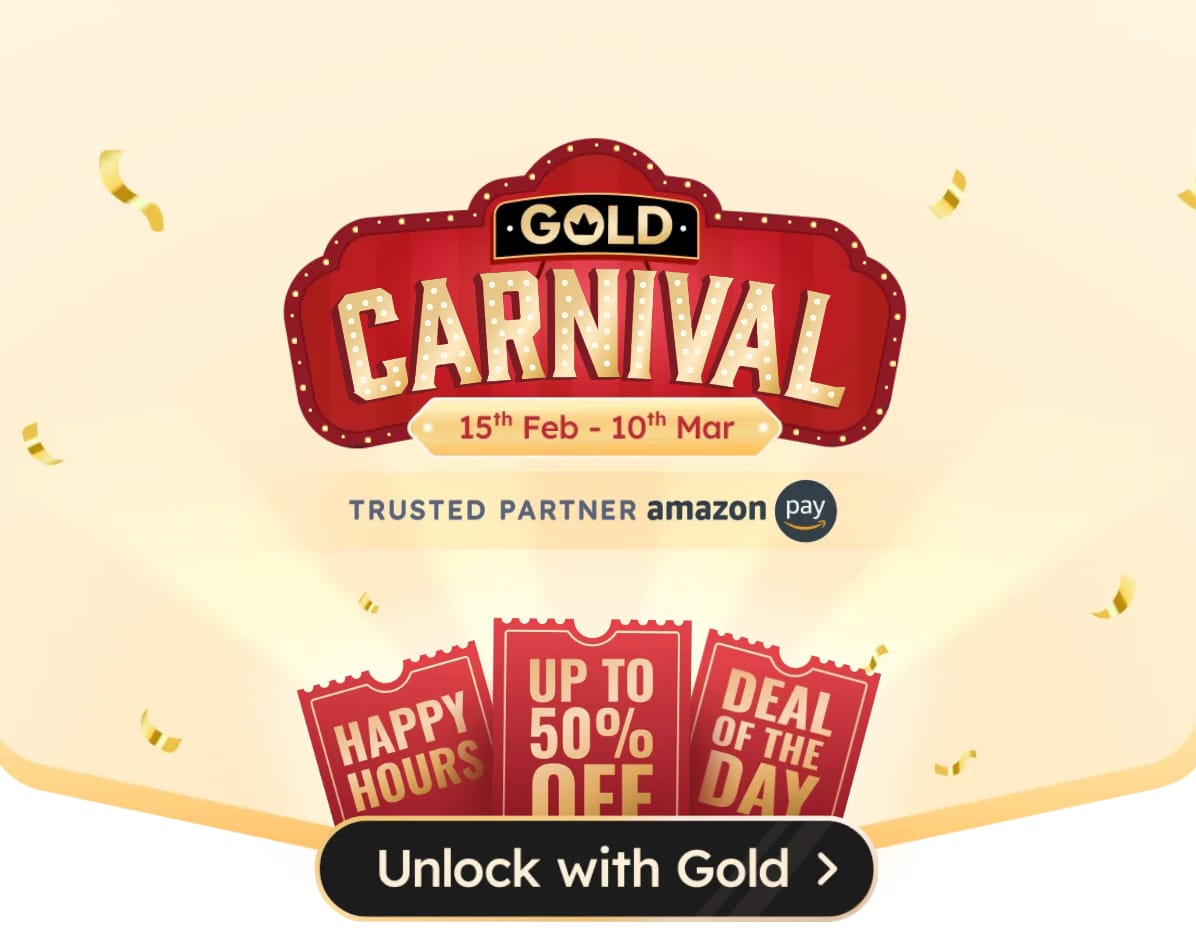 GOLD
CARNIVAL
15th Feb - 10th Mar
TRUSTED PARTNER amazon pay
HAPPY
HOURS
UP TO
50%
OFF
DEAL
OF THE
DAY
Unlock with Gold >